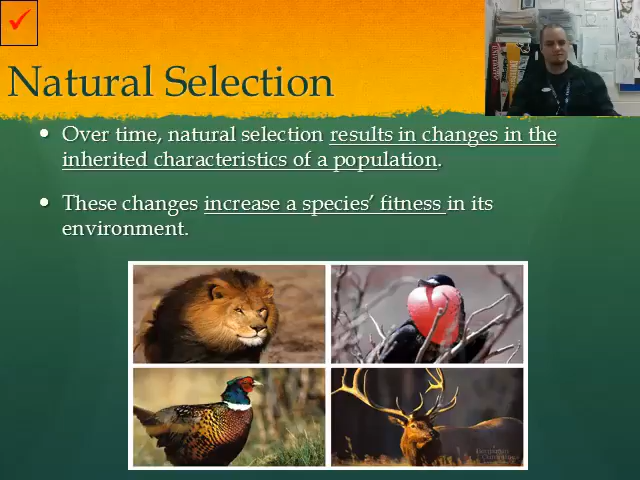 Natural Selection
Over time, natural selection results in changes in the
inherited characteristics of a population.
These changes increase a species' fitness in its
environment.